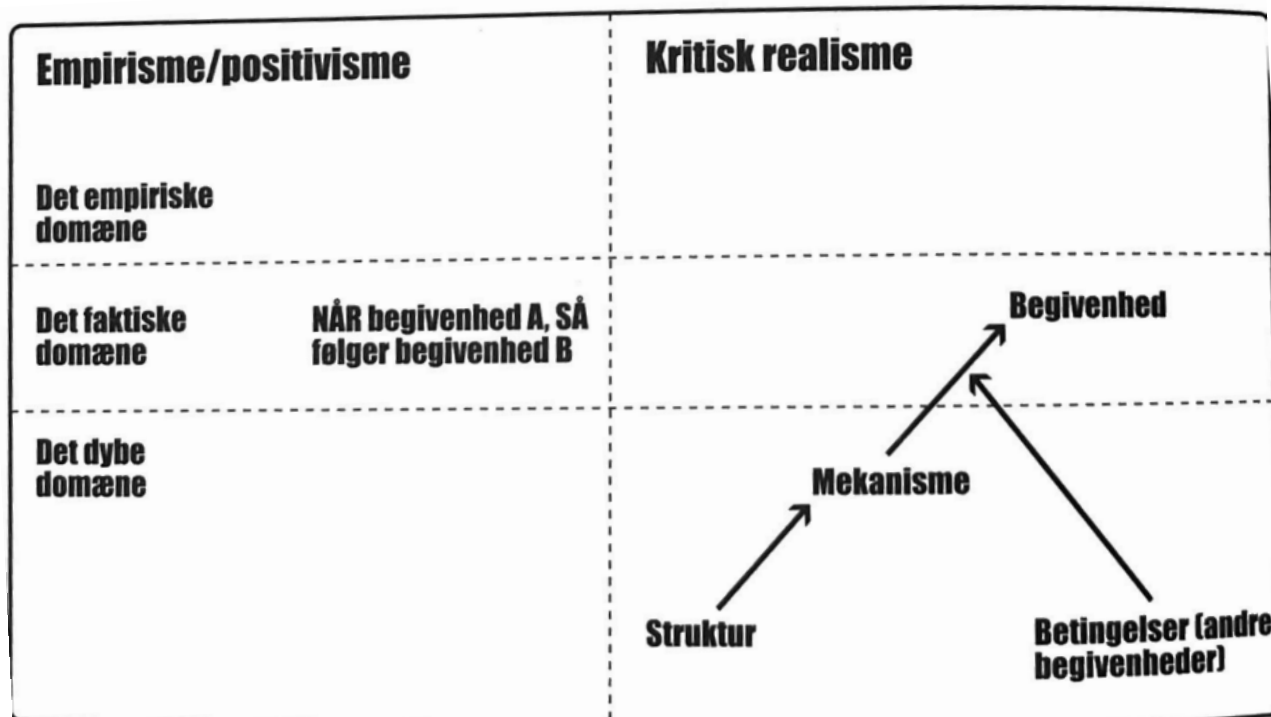 Empirisme/positivisme
Kritisk realisme
Det empiriske
domæne
Det faktiske
domæne
NÅR begivenhed A, SÅ
følger begivenhed B
Begivenhed
Det dybe
domæne
Mekanisme
Struktur
Betingelser (andre
begivenheder)